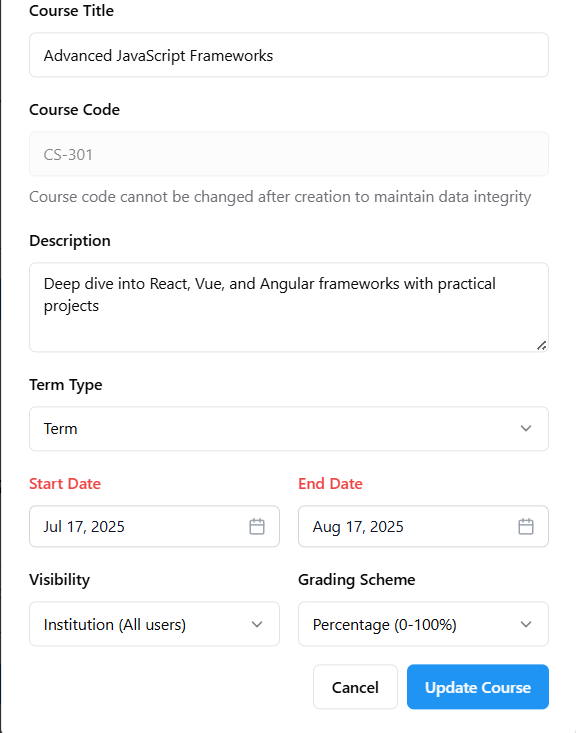 Course Title
Advanced JavaScript Frameworks
Course Code
CS-301
Course code cannot be changed after creation to maintain data integrity
Description
Deep dive into React, Vue, and Angular frameworks with practical
projects
Term Type
Term
Start Date End Date
Jul 17, 2025 Aug 17, 2025
Visibility Grading Scheme
Institution (All users) Percentage (0-100%)
Cancel Update Course